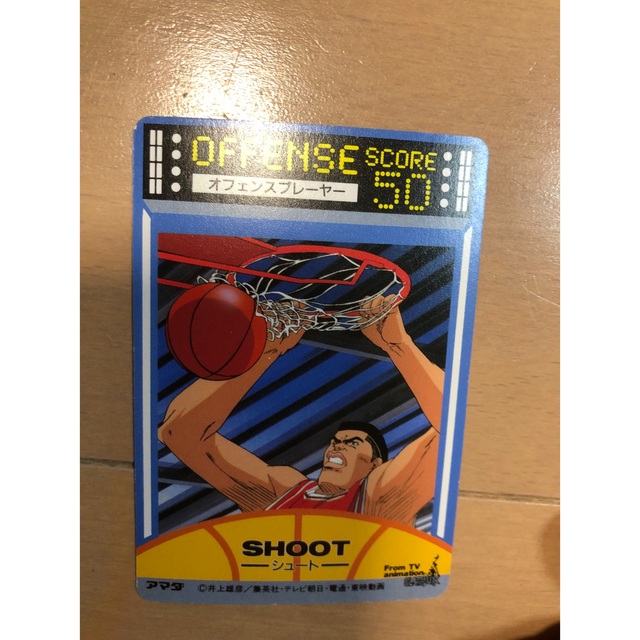 OFFENSE SCORE
オフェンスプレーヤー 50
SHOOT
シュート
From TV
animation
アマダ ©井上雄彦／集英社・テレビ朝日・電通・東映動画